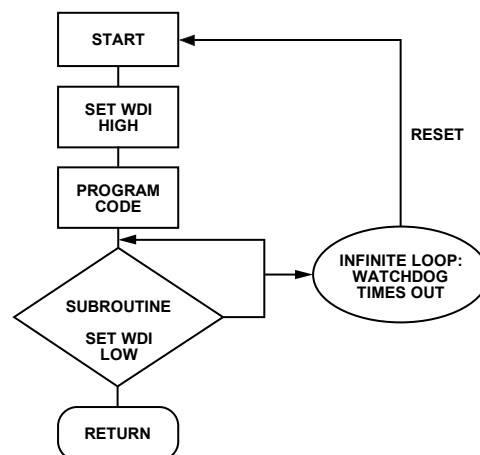 START
SET WDI
HIGH
RESET
PROGRAM
CODE
INFINITE LOOP:
WATCHDOG
TIMES OUT
SUBROUTINE
SET WDI
LOW
RETURN